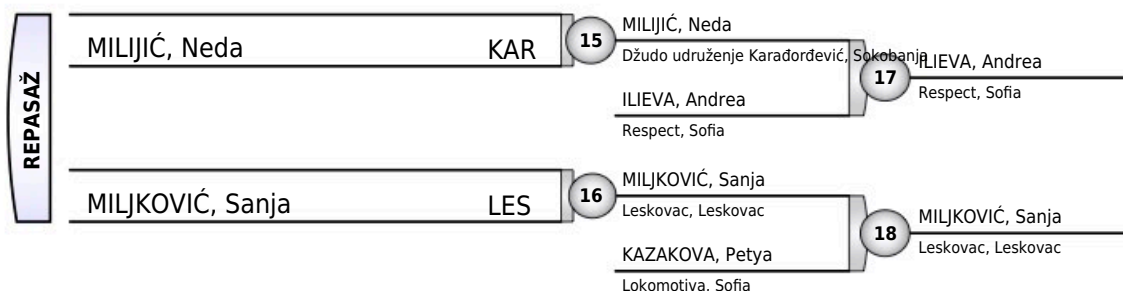 REPASAŽ
MILIJIĆ, Neda KAR
15
MILIJIĆ, Neda
Džudo udruženje Karađorđević, Sokobanja
ILIEVA, Andrea
Respect, Sofia
17
ILIEVA, Andrea
Respect, Sofia
MILJKOVIĆ, Sanja LES
16
MILJKOVIĆ, Sanja
Leskovac, Leskovac
KAZAKOVA, Petya
Lokomotiva, Sofia
18
MILJKOVIĆ, Sanja
Leskovac, Leskovac